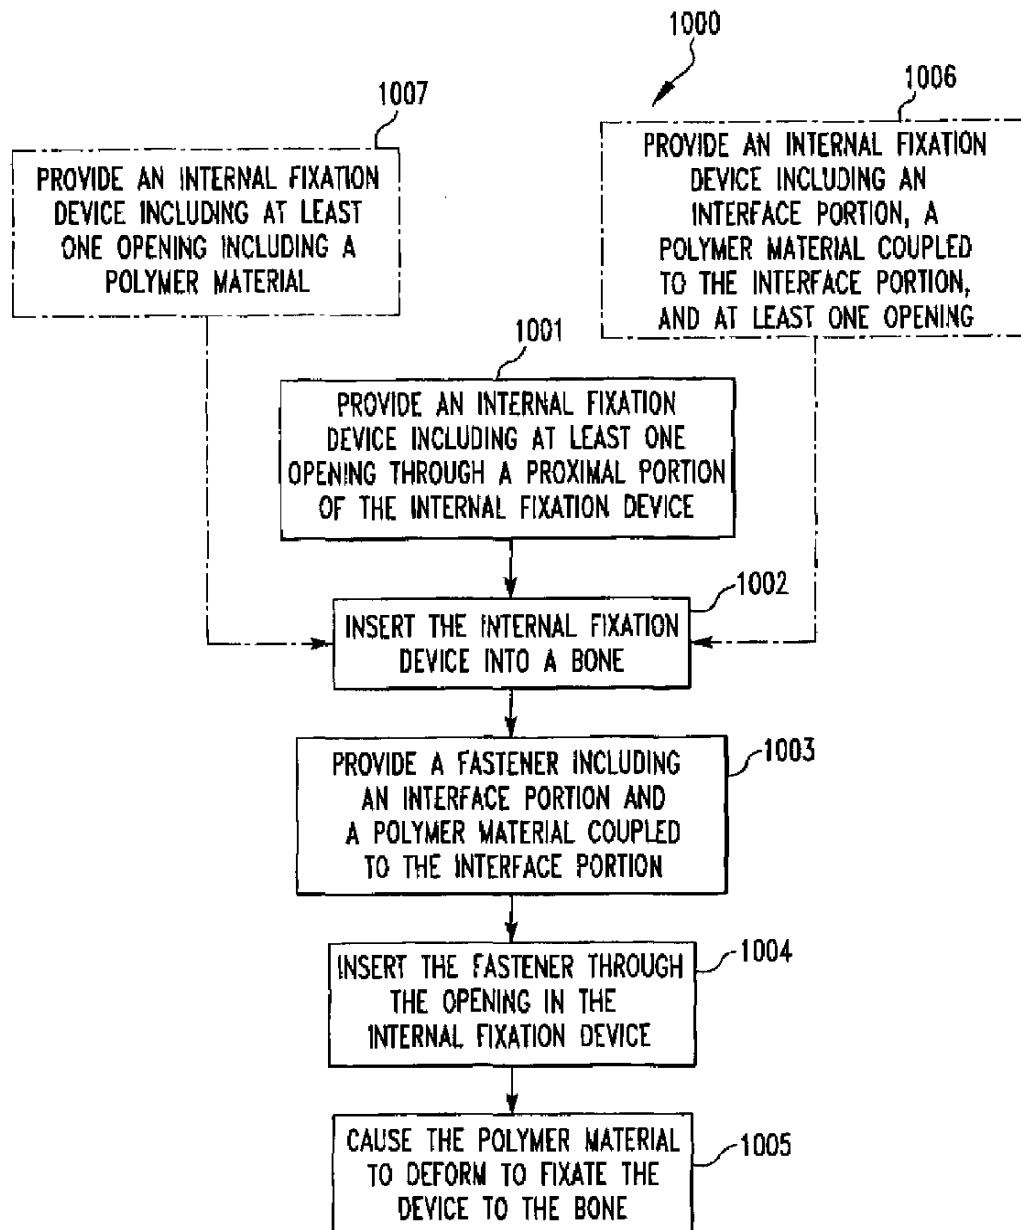 1000
1007
PROVIDE AN INTERNAL FIXATION
DEVICE INCLUDING AT LEAST
ONE OPENING INCLUDING A
POLYMER MATERIAL
1006
PROVIDE AN INTERNAL FIXATION
DEVICE INCLUDING AN
INTERFACE PORTION, A
POLYMER MATERIAL COUPLED
TO THE INTERFACE PORTION,
AND AT LEAST ONE OPENING
1001
PROVIDE AN INTERNAL FIXATION
DEVICE INCLUDING AT LEAST ONE
OPENING THROUGH A PROXIMAL PORTION
OF THE INTERNAL FIXATION DEVICE
1002
INSERT THE INTERNAL FIXATION
DEVICE INTO A BONE
1003
PROVIDE A FASTENER INCLUDING
AN INTERFACE PORTION AND
A POLYMER MATERIAL COUPLED
TO THE INTERFACE PORTION
1004
INSERT THE FASTENER THROUGH
THE OPENING IN THE
INTERNAL FIXATION DEVICE
1005
CAUSE THE POLYMER MATERIAL
TO DEFORM TO FIXATE THE
DEVICE TO THE BONE